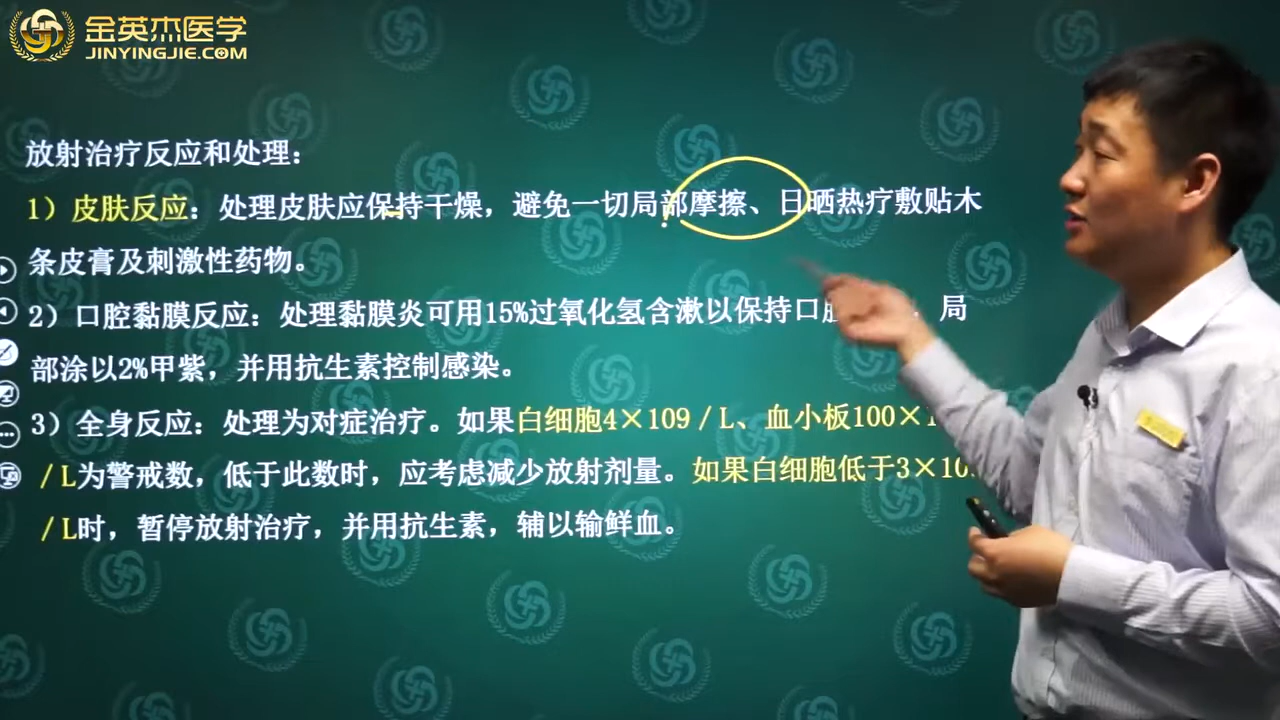 金英杰医学
JINYINGJIE.COM
放射治疗反应和处理：
1）皮肤反应：处理皮肤应保持干燥，避免一切局部摩擦、日晒热疗敷贴木
条皮膏及刺激性药物。
2）口腔黏膜反应：处理黏膜炎可用15%过氧化氢含漱以保持口 局
部涂以2%甲紫，并用抗生素控制感染。
3）全身反应：处理为对症治疗。如果白细胞4×109／L、血小板100×
／L为警戒数，低于此数时，应考虑减少放射剂量。如果白细胞低于3×10
／L时，暂停放射治疗，并用抗生素，辅以输鲜血。